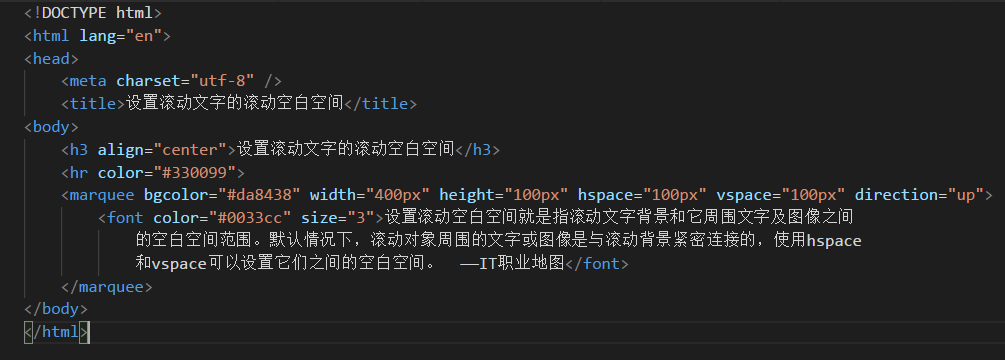 <!DOCTYPE html>
<html lang="en">
<head>
    <meta charset="utf-8" />
    <title>设置滚动文字的滚动空白空间</title>
<body>
    <h3 align="center">设置滚动文字的滚动空白空间</h3>
    <hr color="#330099">
    <marquee bgcolor="#da8438" width="400px" height="100px" hspace="100px" vspace="100px" direction="up">
        <font color="#0033cc" size="3">设置滚动空白空间就是指滚动文字背景和它周围文字及图像之间
            的空白空间范围。默认情况下，滚动对象周围的文字或图像是与滚动背景紧密连接的，使用hspace
            和vspace可以设置它们之间的空白空间。  ——IT职业地图</font>
    </marquee>
</body>
</html>